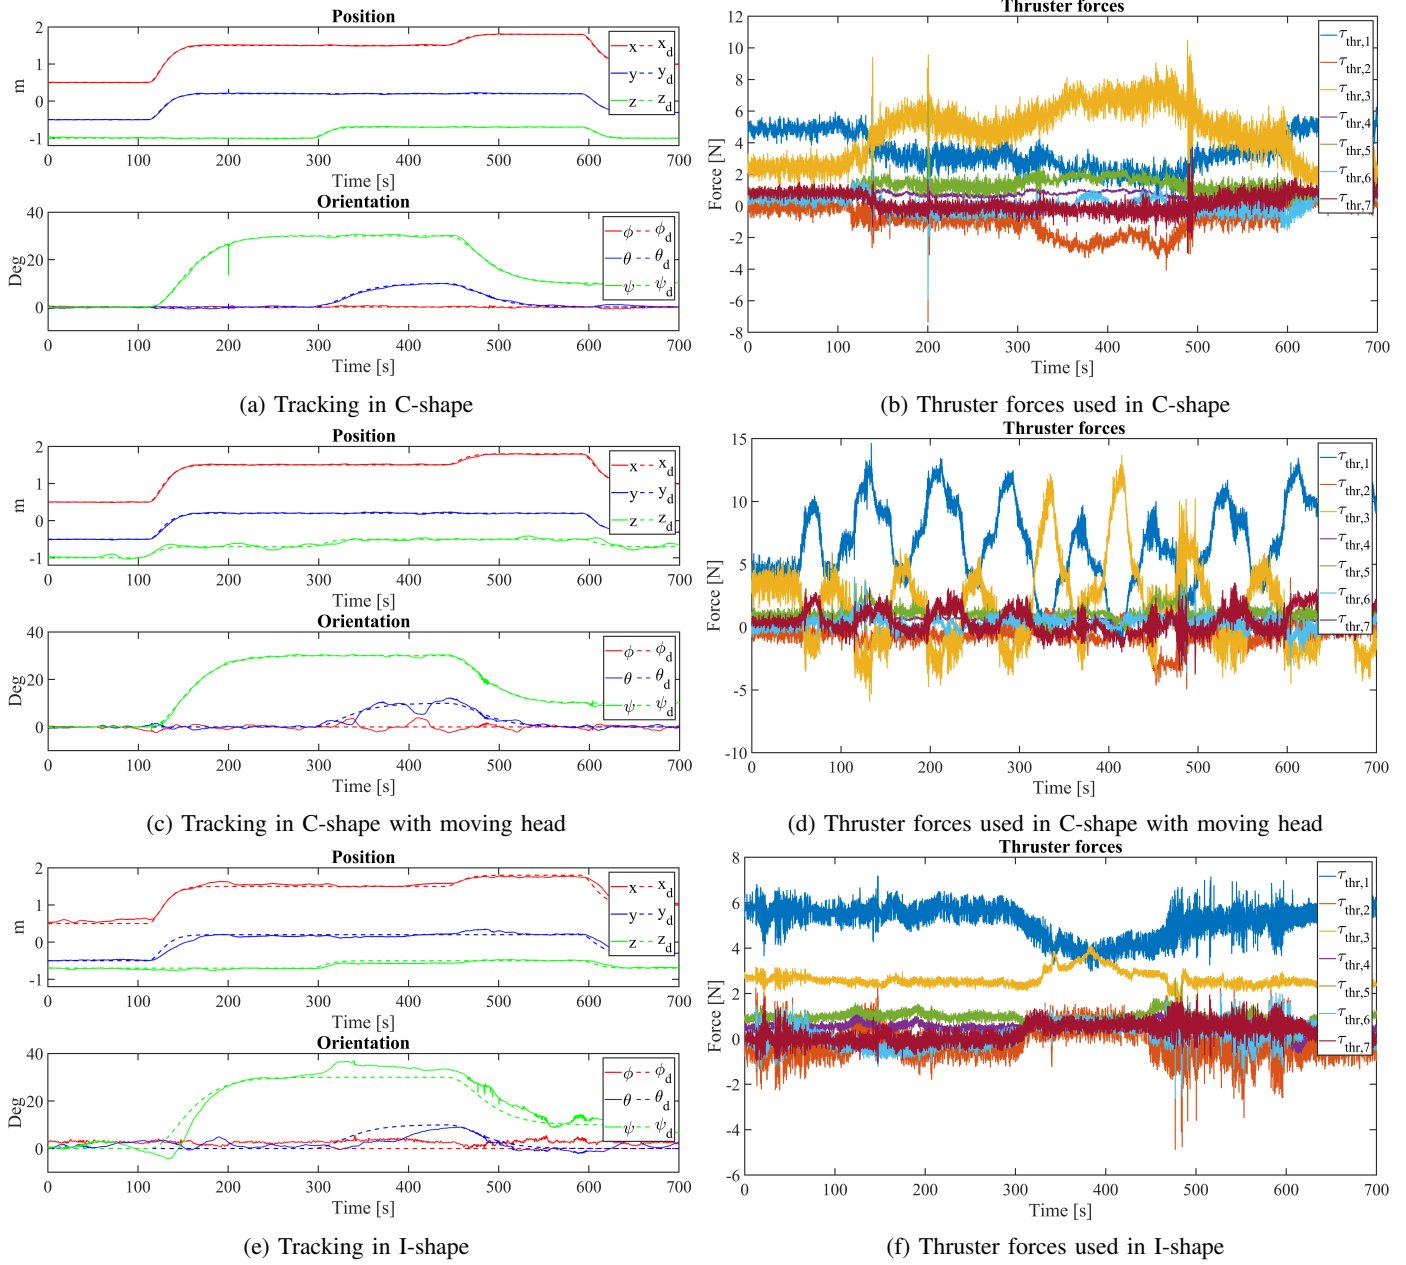 Position
2
1
0
-1
m
0 100 200 300 400 500 600 700
Time [s]
x x_d
y y_d
z z_d
Orientation
40
20
0
Deg
0 100 200 300 400 500 600 700
Time [s]
ϕ ϕ_d
θ θ_d
ψ ψ_d
(a) Tracking in C-shape
Thruster forces
12
10
8
6
4
2
0
-2
-4
-6
-8
Force [N]
0 100 200 300 400 500 600 700
Time [s]
τ_thr,1
τ_thr,2
τ_thr,3
τ_thr,4
τ_thr,5
τ_thr,6
τ_thr,7
(b) Thruster forces used in C-shape
Position
2
1
0
-1
m
0 100 200 300 400 500 600 700
Time [s]
x x_d
y y_d
z z_d
Orientation
40
20
0
Deg
0 100 200 300 400 500 600 700
Time [s]
ϕ ϕ_d
θ θ_d
ψ ψ_d
(c) Tracking in C-shape with moving head
Thruster forces
15
10
5
0
-5
-10
Force [N]
0 100 200 300 400 500 600 700
Time [s]
τ_thr,1
τ_thr,2
τ_thr,3
τ_thr,4
τ_thr,5
τ_thr,6
τ_thr,7
(d) Thruster forces used in C-shape with moving head
Position
2
1
0
-1
m
0 100 200 300 400 500 600 700
Time [s]
x x_d
y y_d
z z_d
Orientation
40
20
0
Deg
0 100 200 300 400 500 600 700
Time [s]
ϕ ϕ_d
θ θ_d
ψ ψ_d
(e) Tracking in I-shape
Thruster forces
8
6
4
2
0
-2
-4
-6
Force [N]
0 100 200 300 400 500 600 700
Time [s]
τ_thr,1
τ_thr,2
τ_thr,3
τ_thr,4
τ_thr,5
τ_thr,6
τ_thr,7
(f) Thruster forces used in I-shape